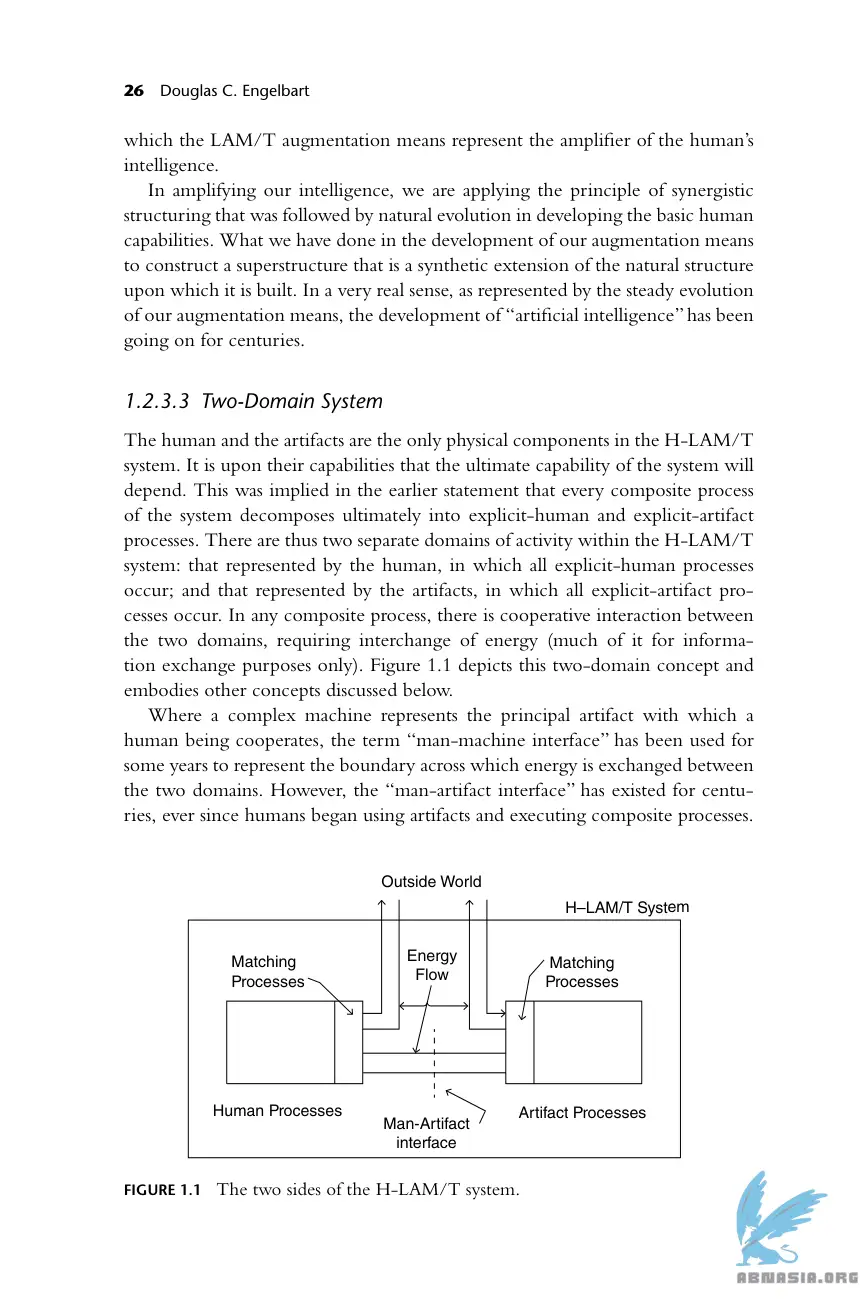 26 Douglas C. Engelbart
which the LAM/T augmentation means represent the amplifier of the human’s
intelligence.
In amplifying our intelligence, we are applying the principle of synergistic
structuring that was followed by natural evolution in developing the basic human
capabilities. What we have done in the development of our augmentation means
to construct a superstructure that is a synthetic extension of the natural structure
upon which it is built. In a very real sense, as represented by the steady evolution
of our augmentation means, the development of “artificial intelligence” has been
going on for centuries.
1.2.3.3 Two-Domain System
The human and the artifacts are the only physical components in the H-LAM/T
system. It is upon their capabilities that the ultimate capability of the system will
depend. This was implied in the earlier statement that every composite process
of the system decomposes ultimately into explicit-human and explicit-artifact
processes. There are thus two separate domains of activity within the H-LAM/T
system: that represented by the human, in which all explicit-human processes
occur; and that represented by the artifacts, in which all explicit-artifact pro-
cesses occur. In any composite process, there is cooperative interaction between
the two domains, requiring interchange of energy (much of it for informa-
tion exchange purposes only). Figure 1.1 depicts this two-domain concept and
embodies other concepts discussed below.
Where a complex machine represents the principal artifact with which a
human being cooperates, the term “man-machine interface” has been used for
some years to represent the boundary across which energy is exchanged between
the two domains. However, the “man-artifact interface” has existed for centu-
ries, ever since humans began using artifacts and executing composite processes.
Outside World
H–LAM/T System
Matching
Processes
Energy
Flow
Matching
Processes
Human Processes
Man-Artifact
interface
Artifact Processes
FIGURE 1.1 The two sides of the H-LAM/T system.
ABNASIA.ORG